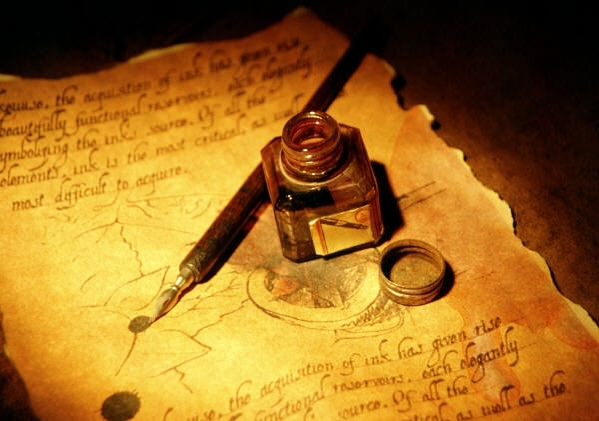 the acquisition of ink has given rise
beautifully functional reservoirs, each elegantly
symbolizing the inks source. Of all the
elements, ink is the most critical, as well
most difficult to acquire.
the acquisition of ink has given rise
functional reservoirs, each elegantly
source. Of all the
as well as the